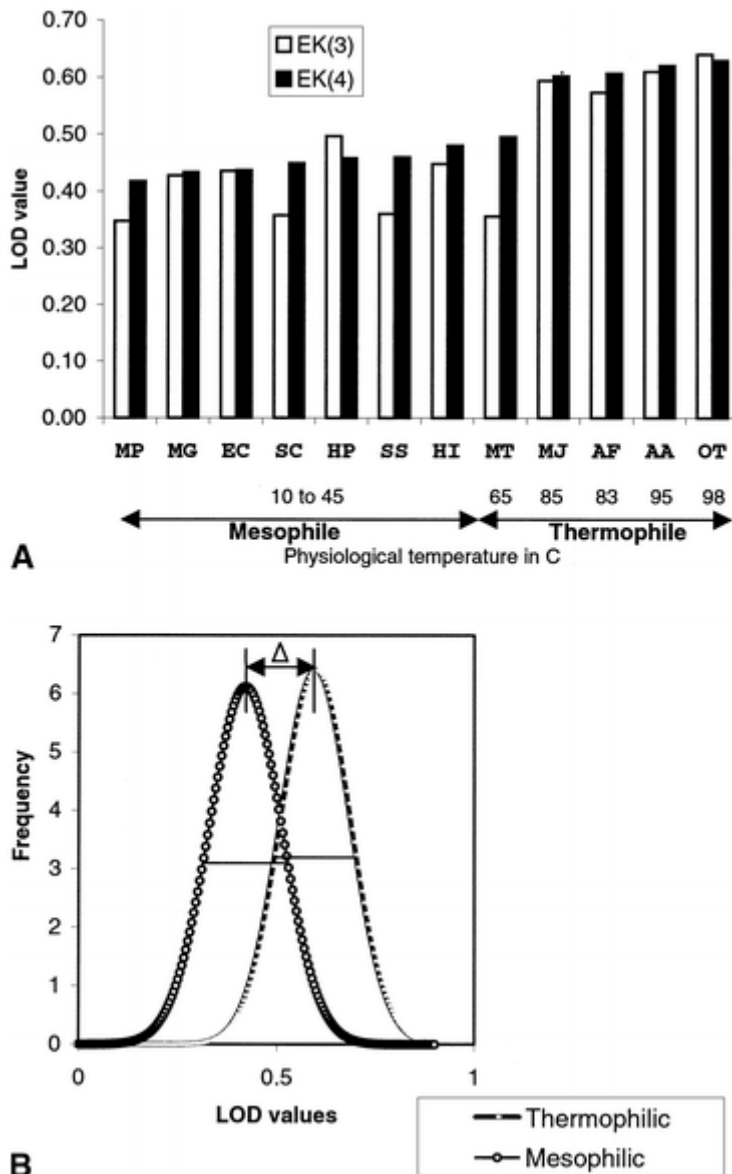 0.70
EK(3)
EK(4)
0.60
0.50
0.40
0.30
0.20
0.10
0.00
LOD value
MP MG EC SC HP SS HI MT MJ AF AA OT
10 to 45 65 85 83 95 98
Mesophile Thermophile
Physiological temperature in C
A
7
6
5
4
3
2
1
0
Δ
Frequency
0 0.5 1
LOD values
Thermophilic
Mesophilic
B